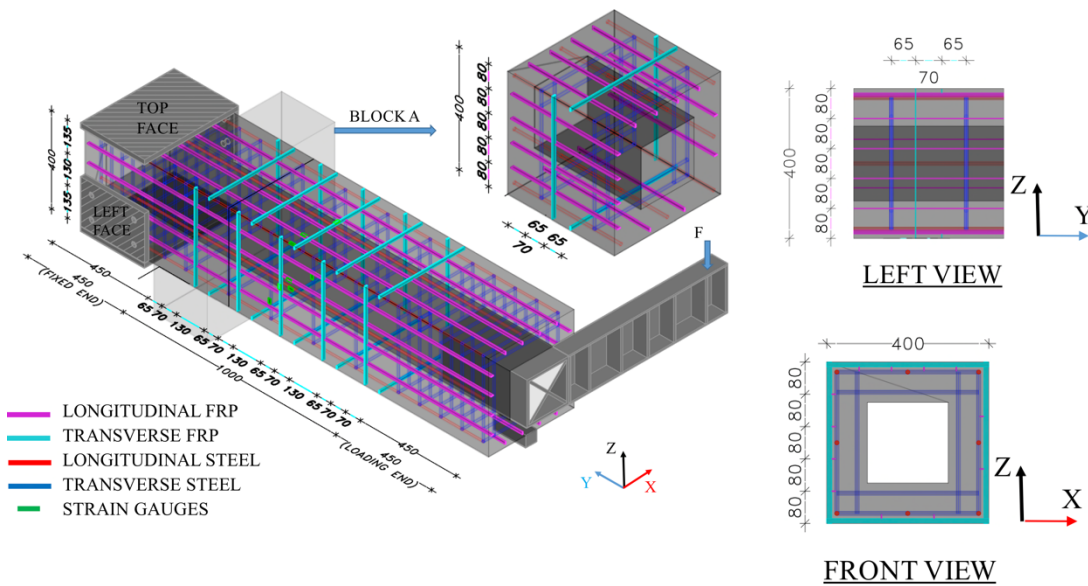 TOP
FACE
LEFT
FACE
400
135
130
135
BLOCK A
400
80
80
80
80
80
65
65
70
F
450
450
(FIXED END)
65
70
130
65
70
130
65
70
130
65
70
70
1000
450
450
(LOADING END)
LONGITUDINAL FRP
TRANSVERSE FRP
LONGITUDINAL STEEL
TRANSVERSE STEEL
STRAIN GAUGES
Z
Y
X
65
65
70
400
80
80
80
80
80
Z
Y
LEFT VIEW
400
80
80
80
80
80
Z
X
FRONT VIEW